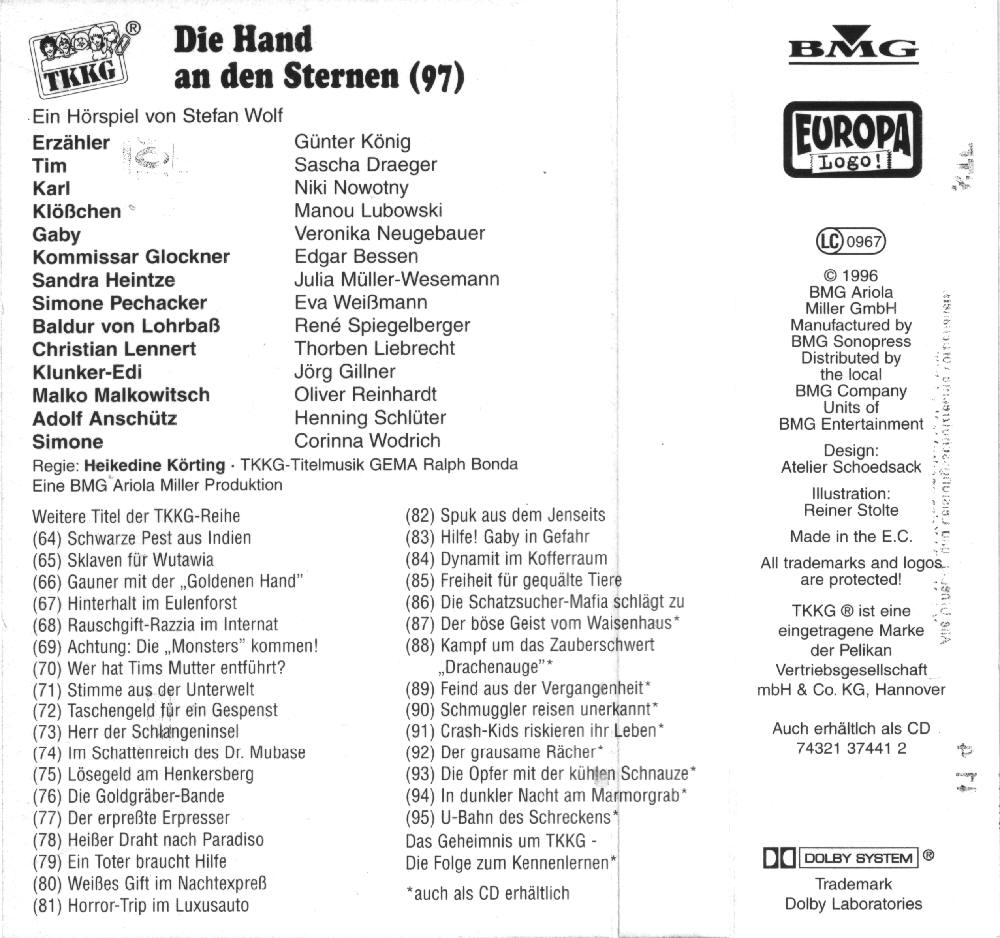 TKKG ®
Die Hand
an den Sternen (97)
Ein Hörspiel von Stefan Wolf
Erzähler Günter König
Tim Sascha Draeger
Karl Niki Nowotny
Klößchen Manou Lubowski
Gaby Veronika Neugebauer
Kommissar Glockner Edgar Bessen
Sandra Heintze Julia Müller-Wesemann
Simone Pechacker Eva Weißmann
Baldur von Lohrbaß René Spiegelberger
Christian Lennert Thorben Liebrecht
Klunker-Edi Jörg Gillner
Malko Malkowitsch Oliver Reinhardt
Adolf Anschütz Henning Schlüter
Simone Corinna Wodrich
Regie: Heikedine Körting · TKKG-Titelmusik GEMA Ralph Bonda
Eine BMG Ariola Miller Produktion
Weitere Titel der TKKG-Reihe
(64) Schwarze Pest aus Indien
(65) Sklaven für Wutawia
(66) Gauner mit der „Goldenen Hand"
(67) Hinterhalt im Eulenforst
(68) Rauschgift-Razzia im Internat
(69) Achtung: Die „Monsters" kommen!
(70) Wer hat Tims Mutter entführt?
(71) Stimme aus der Unterwelt
(72) Taschengeld für ein Gespenst
(73) Herr der Schlangeninsel
(74) Im Schattenreich des Dr. Mubase
(75) Lösegeld am Henkersberg
(76) Die Goldgräber-Bande
(77) Der erpreßte Erpresser
(78) Heißer Draht nach Paradiso
(79) Ein Toter braucht Hilfe
(80) Weißes Gift im Nachtexpreß
(81) Horror-Trip im Luxusauto
(82) Spuk aus dem Jenseits
(83) Hilfe! Gaby in Gefahr
(84) Dynamit im Kofferraum
(85) Freiheit für gequälte Tiere
(86) Die Schatzsucher-Mafia schlägt zu
(87) Der böse Geist vom Waisenhaus*
(88) Kampf um das Zauberschwert
„Drachenauge"*
(89) Feind aus der Vergangenheit*
(90) Schmuggler reisen unerkannt*
(91) Crash-Kids riskieren ihr Leben*
(92) Der grausame Rächer*
(93) Die Opfer mit der kühlen Schnauze*
(94) In dunkler Nacht am Marmorgrab*
(95) U-Bahn des Schreckens*
Das Geheimnis um TKKG -
Die Folge zum Kennenlernen*
*auch als CD erhältlich
BMG
EUROPA
Logo!
LC 0967
© 1996
BMG Ariola
Miller GmbH
Manufactured by
BMG Sonopress
Distributed by
the local
BMG Company
Units of
BMG Entertainment
Design:
Atelier Schoedsack
Illustration:
Reiner Stolte
Made in the E.C.
All trademarks and logos
are protected!
TKKG ® ist eine
eingetragene Marke
der Pelikan
Vertriebsgesellschaft
mbH & Co. KG, Hannover
Auch erhältlich als CD
74321 37441 2
DOLBY SYSTEM ®
Trademark
Dolby Laboratories